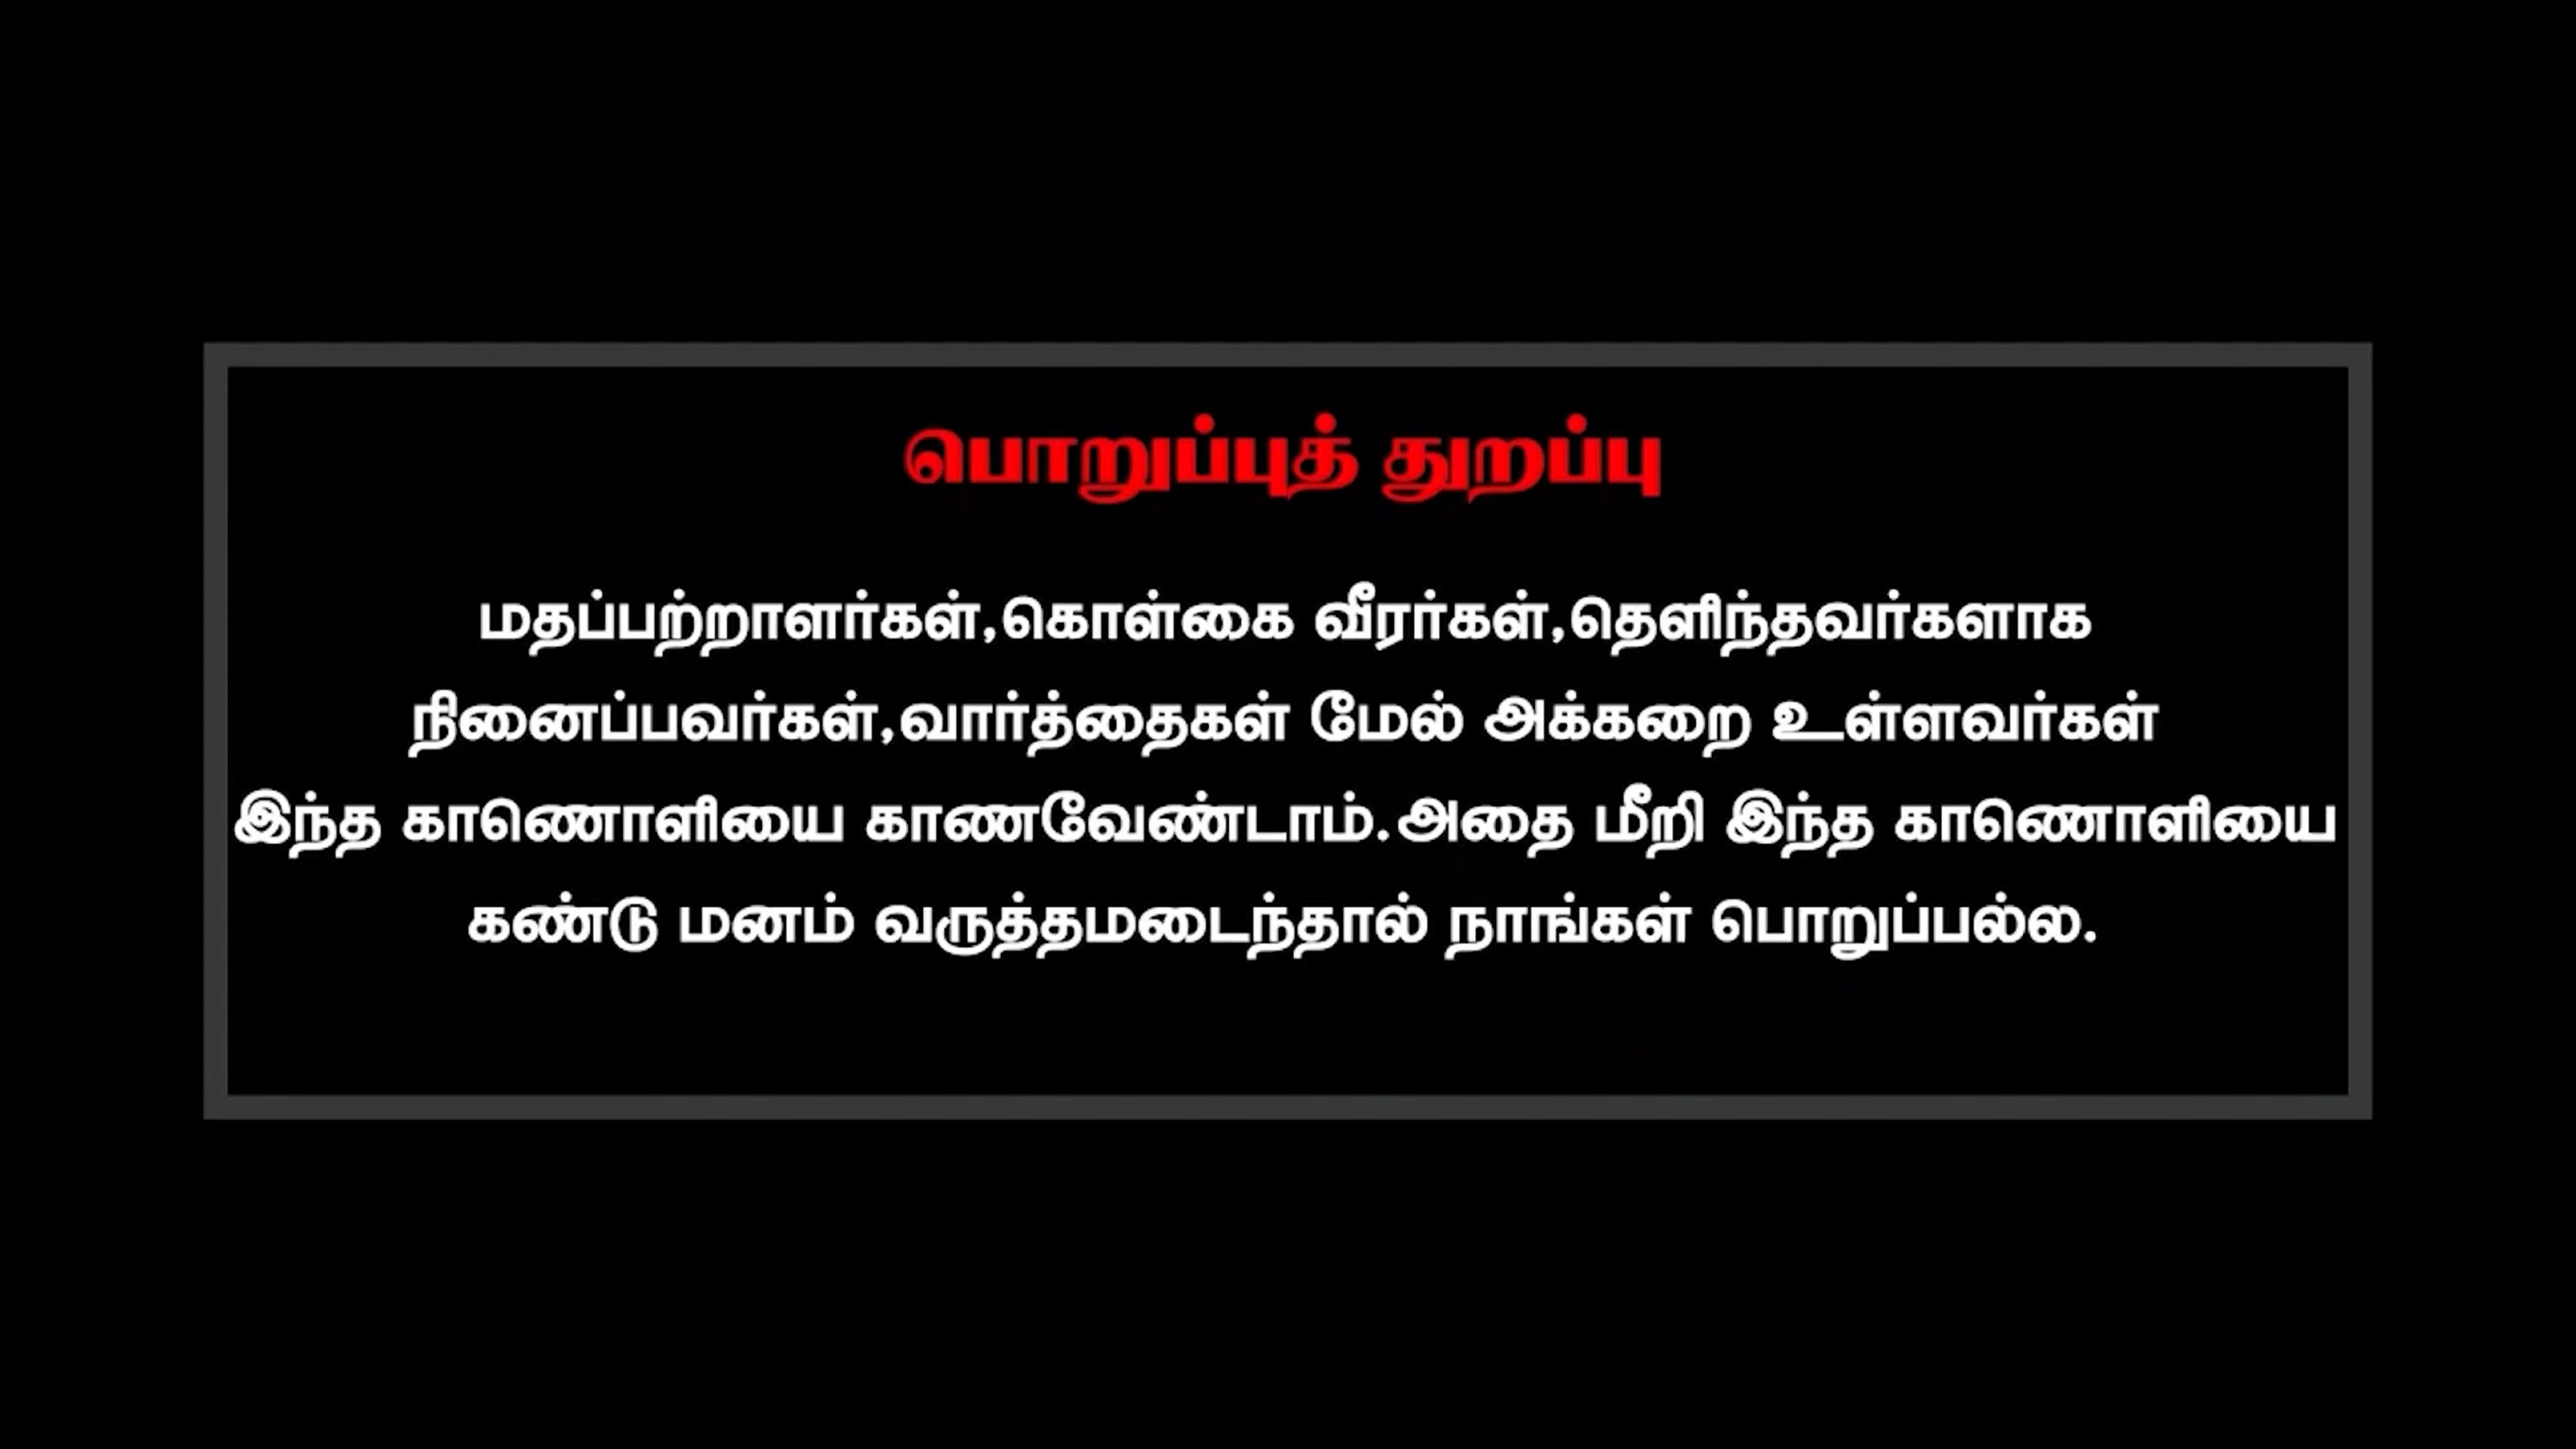 பொறுப்புத் துறப்பு
மதப்பற்றாளர்கள்,கொள்கை வீரர்கள்,தெளிந்தவர்களாக
நினைப்பவர்கள்,வார்த்தைகள் மேல் அக்கறை உள்ளவர்கள்
இந்த காணொளியை காணவேண்டாம்.அதை மீறி இந்த காணொளியை
கண்டு மனம் வருத்தமடைந்தால் நாங்கள் பொறுப்பல்ல.